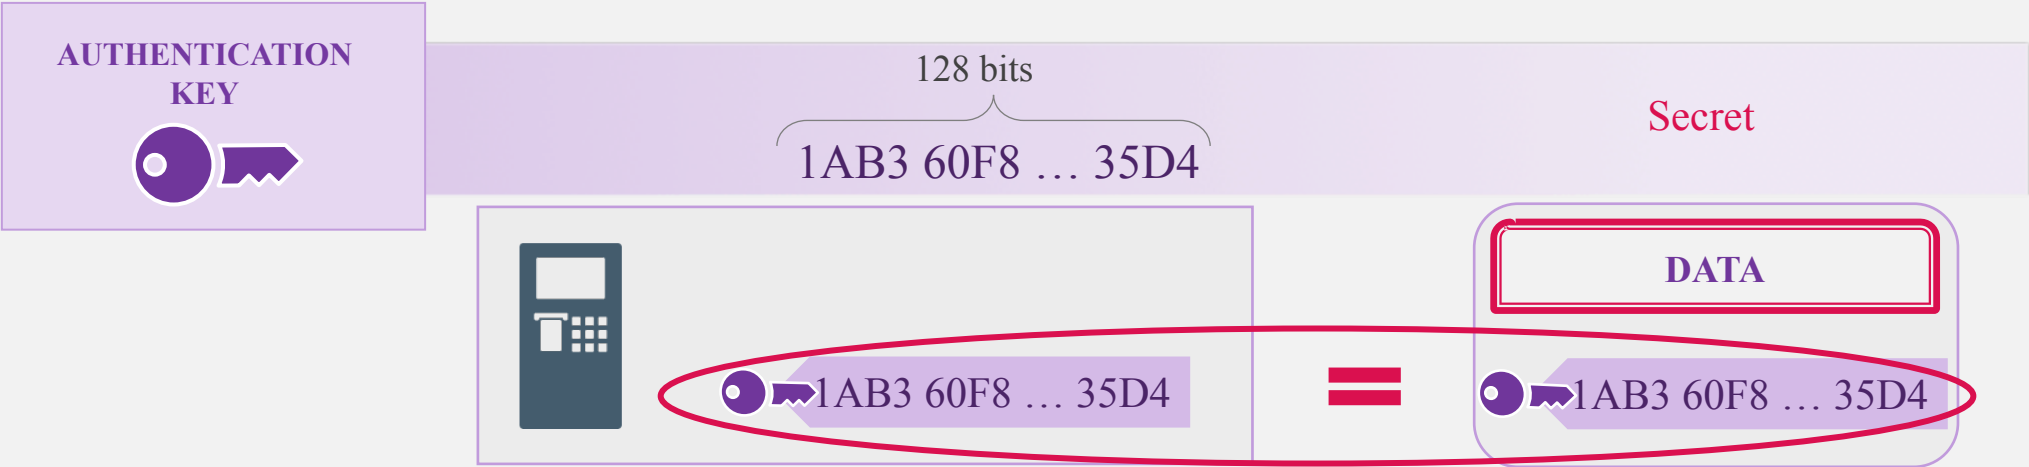 AUTHENTICATION
KEY
128 bits
1AB3 60F8 … 35D4
Secret
DATA
1AB3 60F8 … 35D4
=
1AB3 60F8 … 35D4